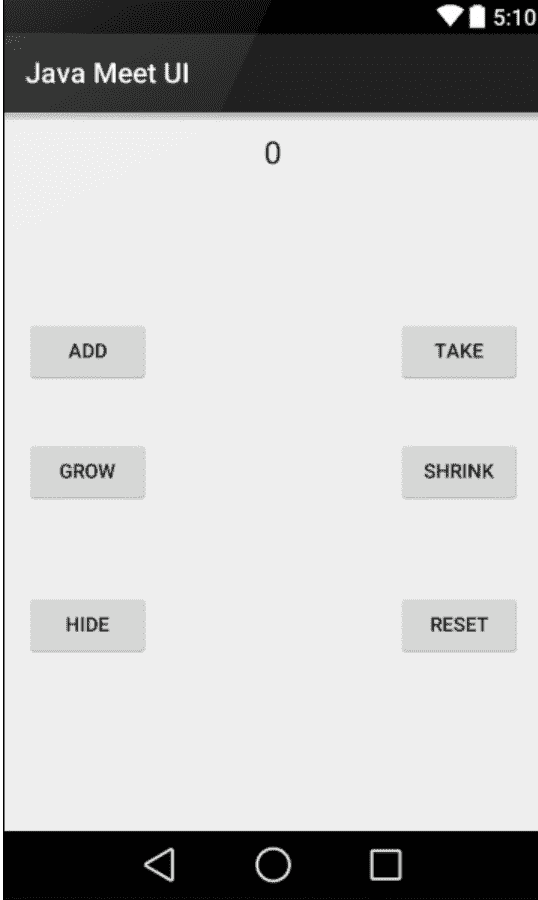 5:10
Java Meet UI
0
ADD TAKE
GROW SHRINK
HIDE RESET